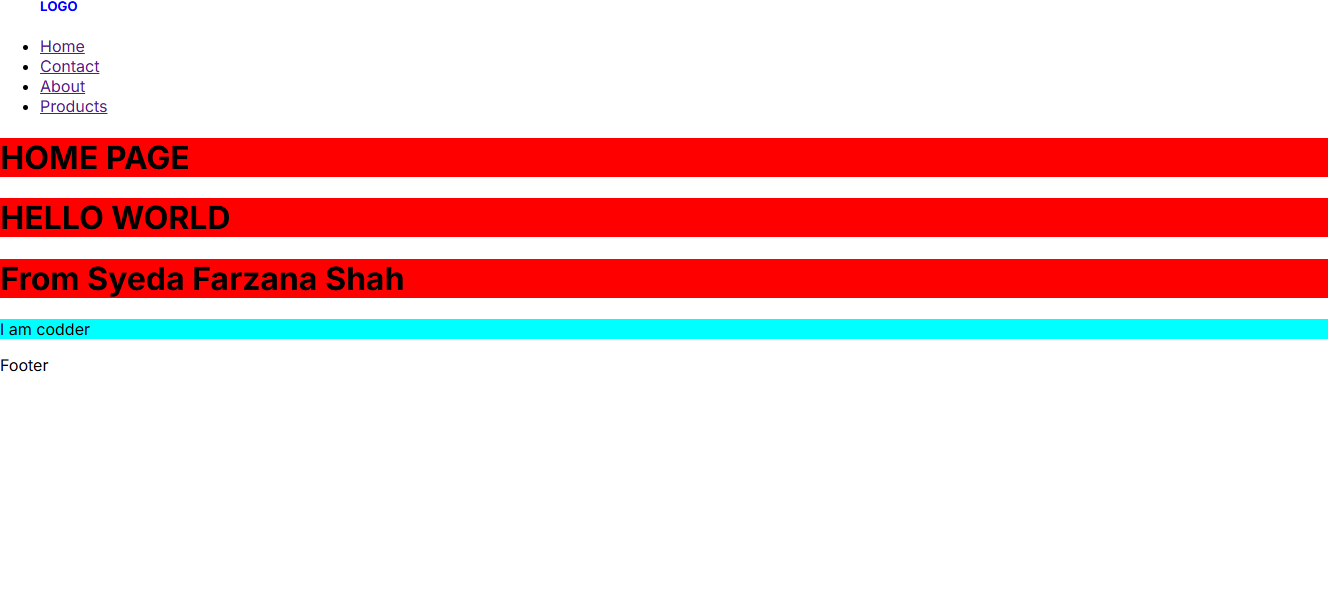 LOGO
Home
Contact
About
Products
HOME PAGE
HELLO WORLD
From Syeda Farzana Shah
I am codder
Footer